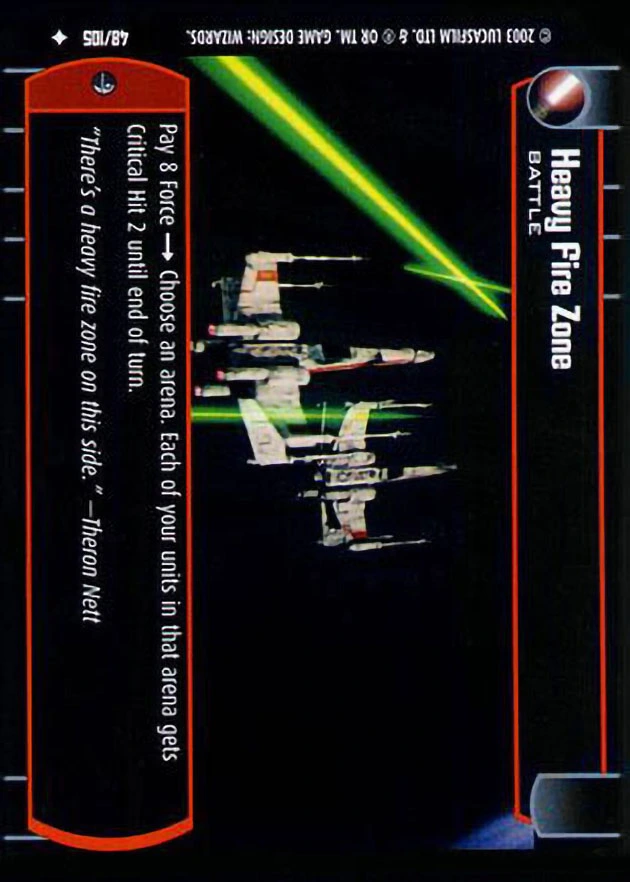 Heavy Fire Zone
BATTLE
Pay 8 Force → Choose an arena. Each of your units in that arena gets
Critical Hit 2 until end of turn.
"There's a heavy fire zone on this side." —Theron Nett
© 2003 LUCASFILM LTD. & ® OR TM. GAME DESIGN: WIZARDS.
48/105